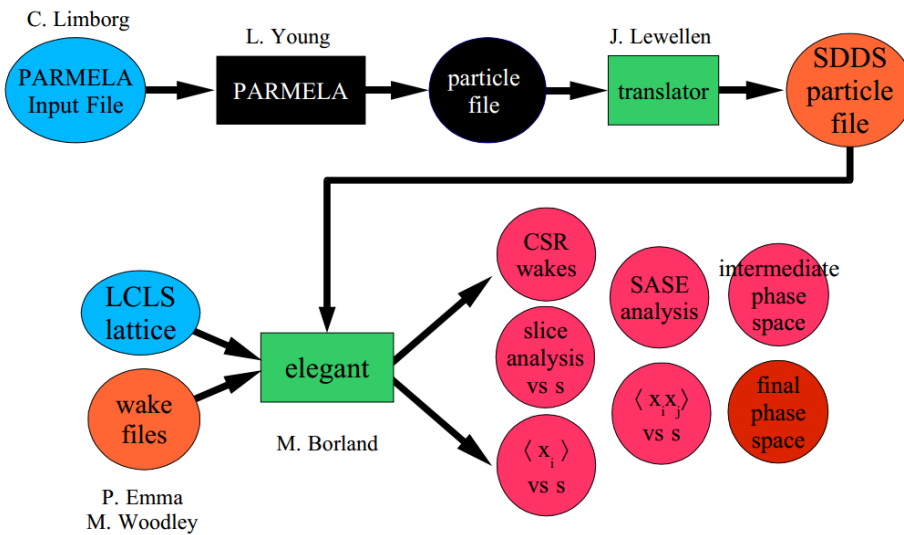 C. Limborg
L. Young
J. Lewellen
PARMELA
Input File
PARMELA
particle
file
translator
SDDS
particle
file
LCLS
lattice
wake
files
P. Emma
M. Woodley
elegant
M. Borland
CSR
wakes
slice
analysis
vs s
⟨ x_i ⟩
vs s
SASE
analysis
⟨ x_i x_j ⟩
vs s
intermediate
phase
space
final
phase
space